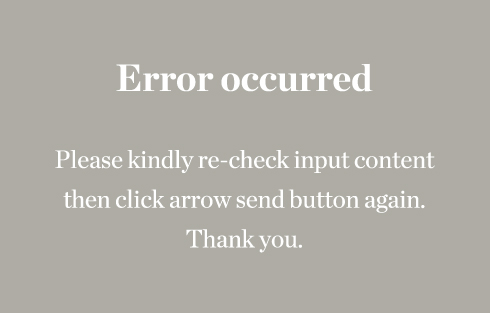 Error occurred
Please kindly re-check input content
then click arrow send button again.
Thank you.